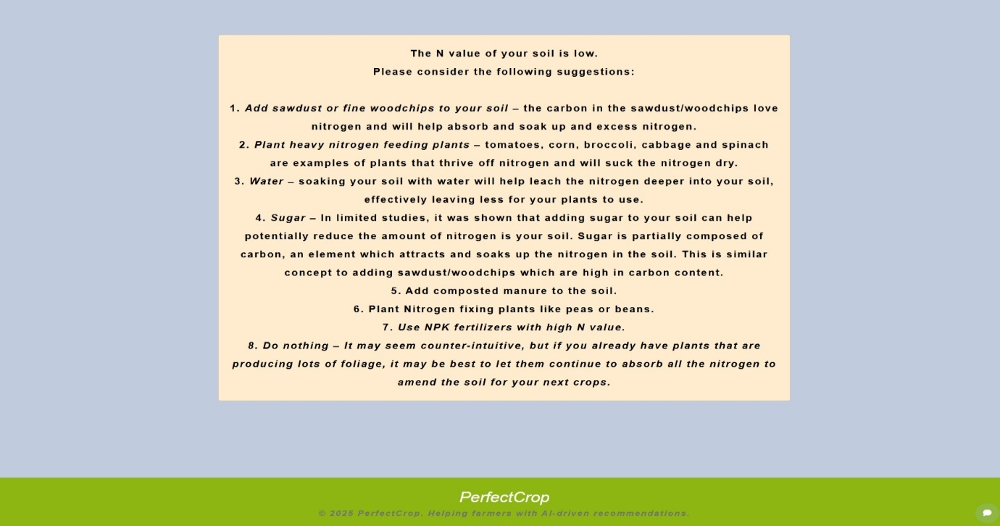 The N value of your soil is low.
Please consider the following suggestions:
1. Add sawdust or fine woodchips to your soil – the carbon in the sawdust/woodchips love
nitrogen and will help absorb and soak up and excess nitrogen.
2. Plant heavy nitrogen feeding plants – tomatoes, corn, broccoli, cabbage and spinach
are examples of plants that thrive off nitrogen and will suck the nitrogen dry.
3. Water – soaking your soil with water will help leach the nitrogen deeper into your soil,
effectively leaving less for your plants to use.
4. Sugar – In limited studies, it was shown that adding sugar to your soil can help
potentially reduce the amount of nitrogen is your soil. Sugar is partially composed of
carbon, an element which attracts and soaks up the nitrogen in the soil. This is similar
concept to adding sawdust/woodchips which are high in carbon content.
5. Add composted manure to the soil.
6. Plant Nitrogen fixing plants like peas or beans.
7. Use NPK fertilizers with high N value.
8. Do nothing – It may seem counter-intuitive, but if you already have plants that are
producing lots of foliage, it may be best to let them continue to absorb all the nitrogen to
amend the soil for your next crops.
PerfectCrop
© 2025 PerfectCrop. Helping farmers with AI-driven recommendations.